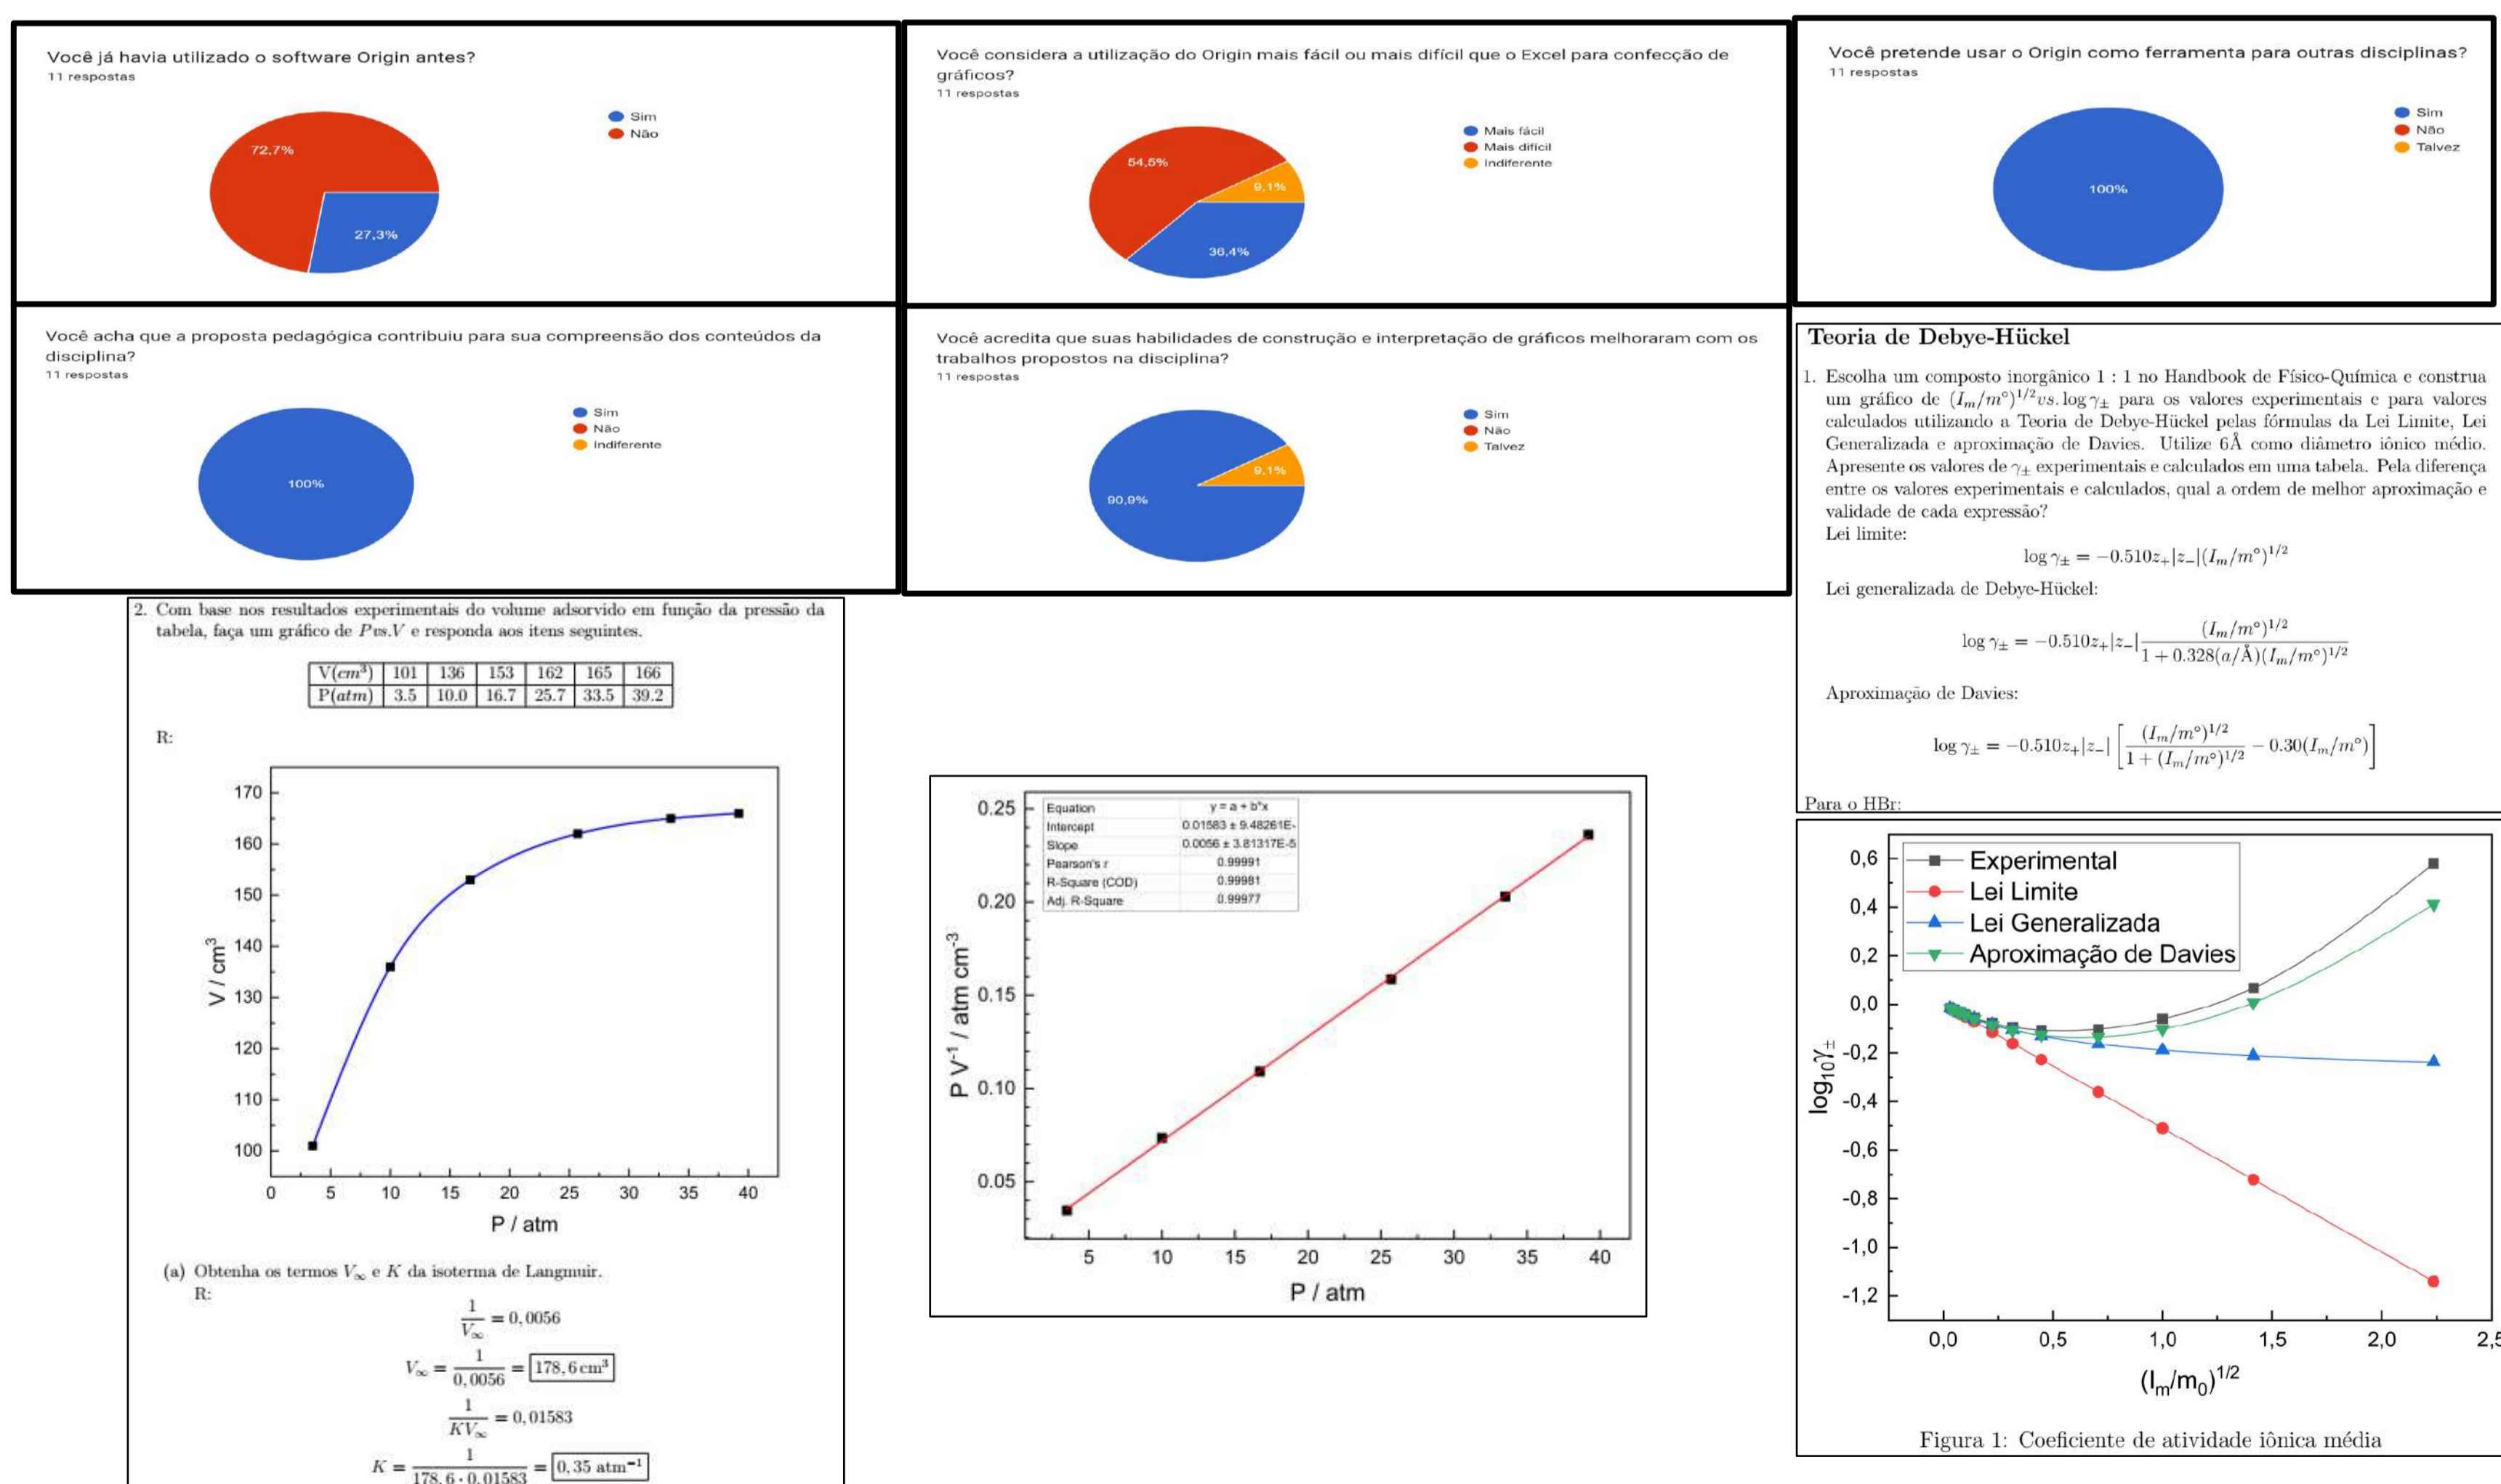 Você já havia utilizado o software Origin antes?
11 respostas
Sim
Não
72,7%
27,3%
Você considera a utilização do Origin mais fácil ou mais difícil que o Excel para confecção de
gráficos?
11 respostas
Mais fácil
Mais difícil
Indiferente
54,5%
9,1%
36,4%
Você pretende usar o Origin como ferramenta para outras disciplinas?
11 respostas
Sim
Não
Talvez
100%
Você acha que a proposta pedagógica contribuiu para sua compreensão dos conteúdos da
disciplina?
11 respostas
Sim
Não
Indiferente
100%
Você acredita que suas habilidades de construção e interpretação de gráficos melhoraram com os
trabalhos propostos na disciplina?
11 respostas
Sim
Não
Talvez
9,1%
90,9%
Teoria de Debye-Hückel
1. Escolha um composto inorgânico 1 : 1 no Handbook de Físico-Química e construa
um gráfico de (I_m/m°)^{1/2} vs. log γ± para os valores experimentais e para valores
calculados utilizando a Teoria de Debye-Hückel pelas fórmulas da Lei Limite, Lei
Generalizada e aproximação de Davies. Utilize 6Å como diâmetro iônico médio.
Apresente os valores de γ± experimentais e calculados em uma tabela. Pela diferença
entre os valores experimentais e calculados, qual a ordem de melhor aproximação e
validade de cada expressão?
Lei limite:
log γ± = −0.510z₊|z₋|(I_m/m°)^{1/2}
Lei generalizada de Debye-Hückel:
log γ± = −0.510z₊|z₋| (I_m/m°)^{1/2} / (1 + 0.328(a/Å)(I_m/m°)^{1/2})
Aproximação de Davies:
log γ± = −0.510z₊|z₋| [ (I_m/m°)^{1/2} / (1 + (I_m/m°)^{1/2}) − 0.30(I_m/m°) ]
Para o HBr:
2. Com base nos resultados experimentais do volume adsorvido em função da pressão da
tabela, faça um gráfico de P vs.V e responda aos itens seguintes.
V(cm³) 101 136 153 162 165 166
P(atm) 3.5 10.0 16.7 25.7 33.5 39.2
R:
170
160
150
140
130
120
110
100
V / cm³
0 5 10 15 20 25 30 35 40
P / atm
(a) Obtenha os termos V∞ e K da isoterma de Langmuir.
R:
1/V∞ = 0,0056
V∞ = 1/0,0056 = 178,6 cm³
1/KV∞ = 0,01583
K = 1/(178,6 · 0,01583) = 0,35 atm⁻¹
Equation y = a + b*x
Intercept 0.01583 ± 9.48261E-
Slope 0.0056 ± 3.81317E-5
Pearson's r 0.99991
R-Square (COD) 0.99981
Adj. R-Square 0.99977
0.25
0.20
0.15
0.10
0.05
P V⁻¹ / atm cm⁻³
5 10 15 20 25 30 35 40
P / atm
Experimental
Lei Limite
Lei Generalizada
Aproximação de Davies
0,6
0,4
0,2
0,0
-0,2
-0,4
-0,6
-0,8
-1,0
-1,2
log₁₀γ±
0,0 0,5 1,0 1,5 2,0 2,5
(I_m/m₀)^{1/2}
Figura 1: Coeficiente de atividade iônica média